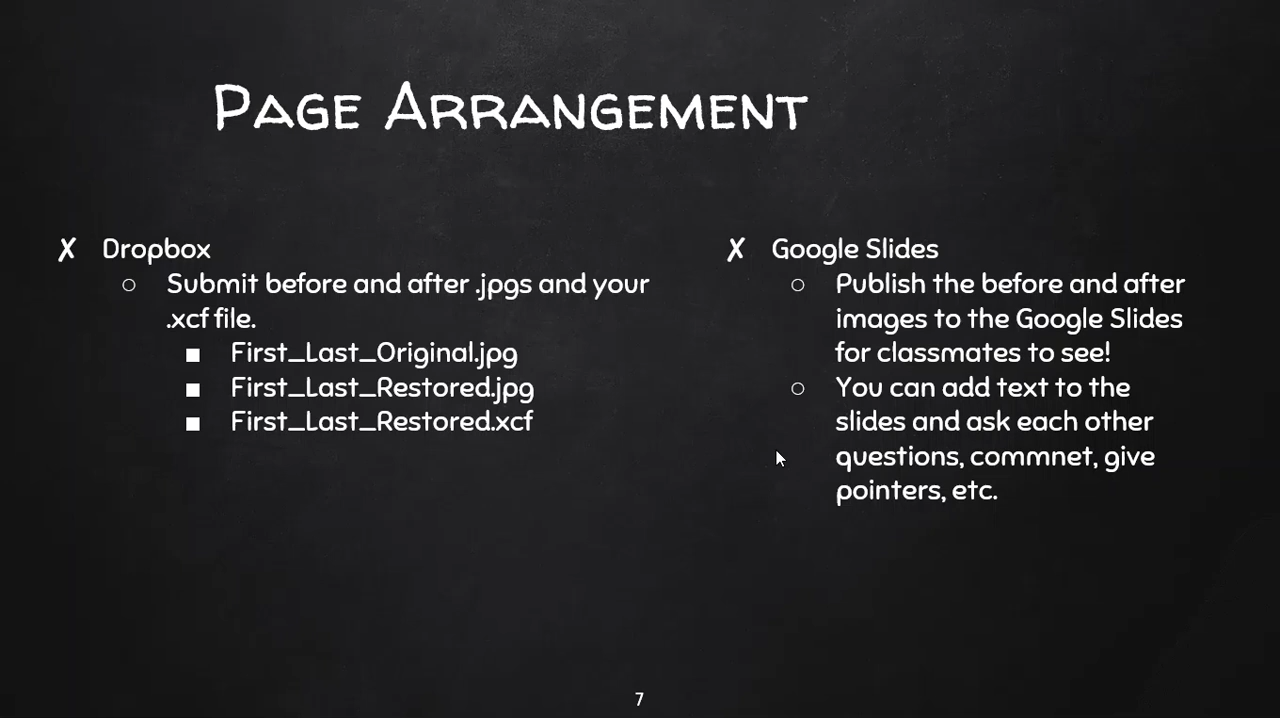 Page Arrangement
✗ Dropbox
○ Submit before and after .jpgs and your
.xcf file.
■ First_Last_Original.jpg
■ First_Last_Restored.jpg
■ First_Last_Restored.xcf
✗ Google Slides
○ Publish the before and after
images to the Google Slides
for classmates to see!
○ You can add text to the
slides and ask each other
questions, commnet, give
pointers, etc.
7